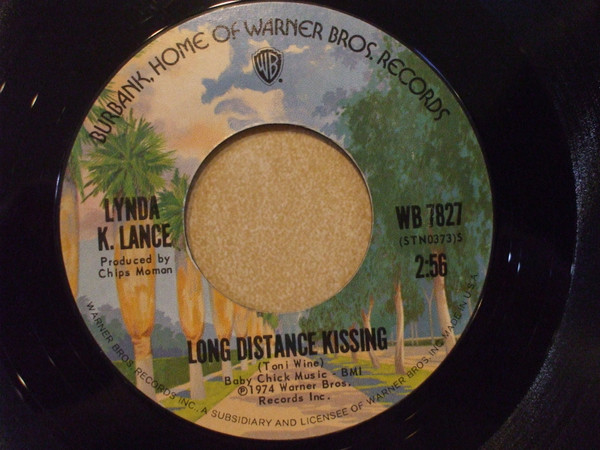 BURBANK, HOME OF WARNER BROS. RECORDS
WB
LYNDA
K. LANCE
Produced by
Chips Moman
WB 7827
(STN0373)S
2:56
LONG DISTANCE KISSING
(Toni Wine)
Baby Chick Music - BMI
℗1974 Warner Bros.
Records Inc.
WARNER BROS. RECORDS INC. A SUBSIDIARY AND LICENSEE OF WARNER BROS. INC. MADE IN U.S.A.